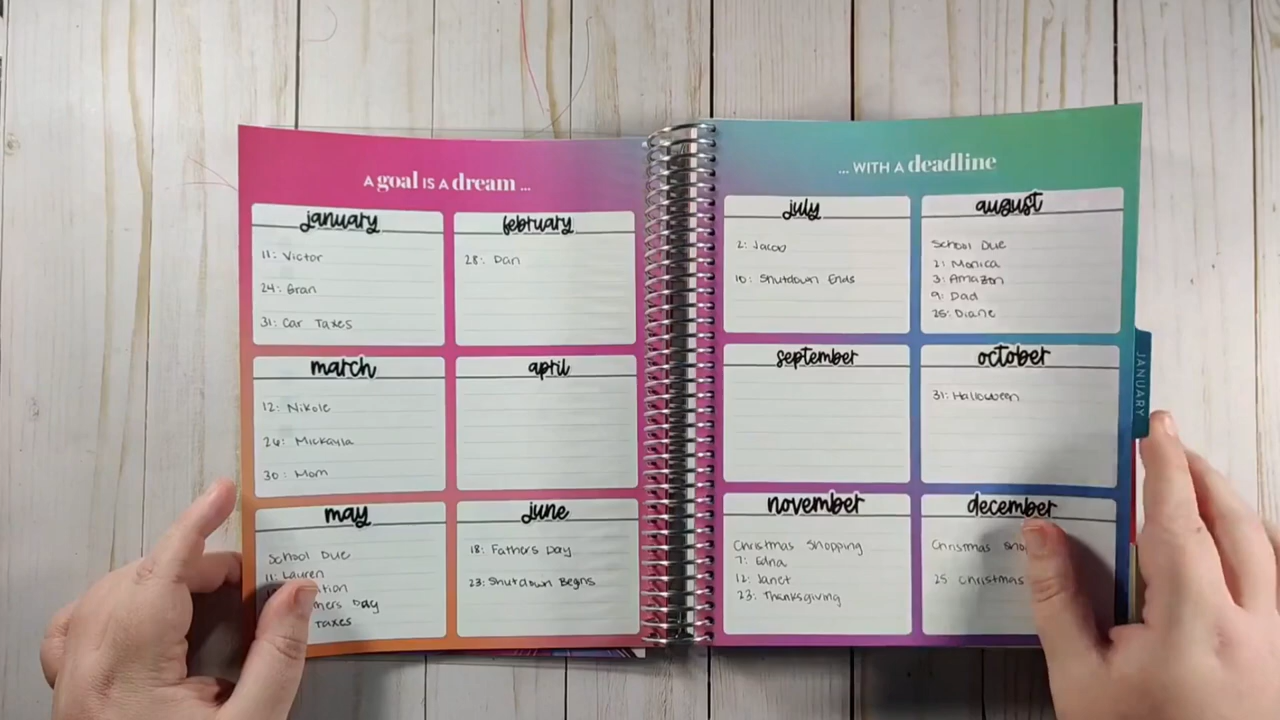 A goal IS A dream ...
january
11: Victor
24: Gran
31: Car Taxes
february
28: Dan
march
12: Nikole
26: Mickayla
30: Mom
april
may
School Due
11: Lauren
Day
Taxes
june
18: Fathers Day
23: Shutdown Begins
... WITH A deadline
july
2: Jacob
10: Shutdown Ends
august
School Due
2: Monica
3: Amazon
9: Dad
25: Diane
september
october
31: Halloween
november
Christmas Shopping
7: Edna
12: Janet
23: Thanksgiving
december
Christmas
25 Christmas
JANUARY